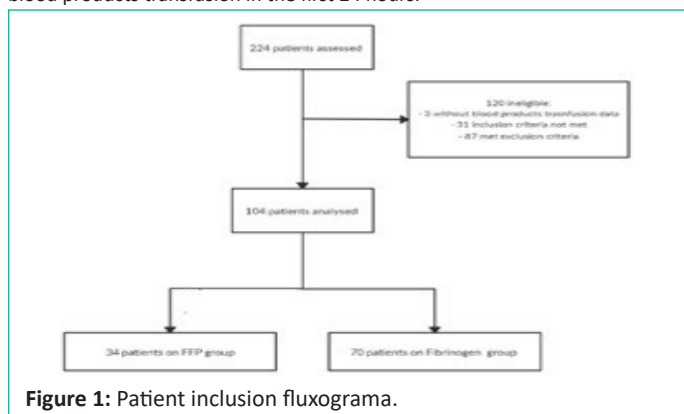 blood products transfusion in the first 24 hours.
224 patients assessed
120 ineligible:
- 3 without blood products trasnfusion data
- 31 inclusion criteria not met
- 87 met exclusion criteria
104 patients analysed
34 patients on FFP group
70 patients on Fibrinogen group
Figure 1: Patient inclusion fluxograma.